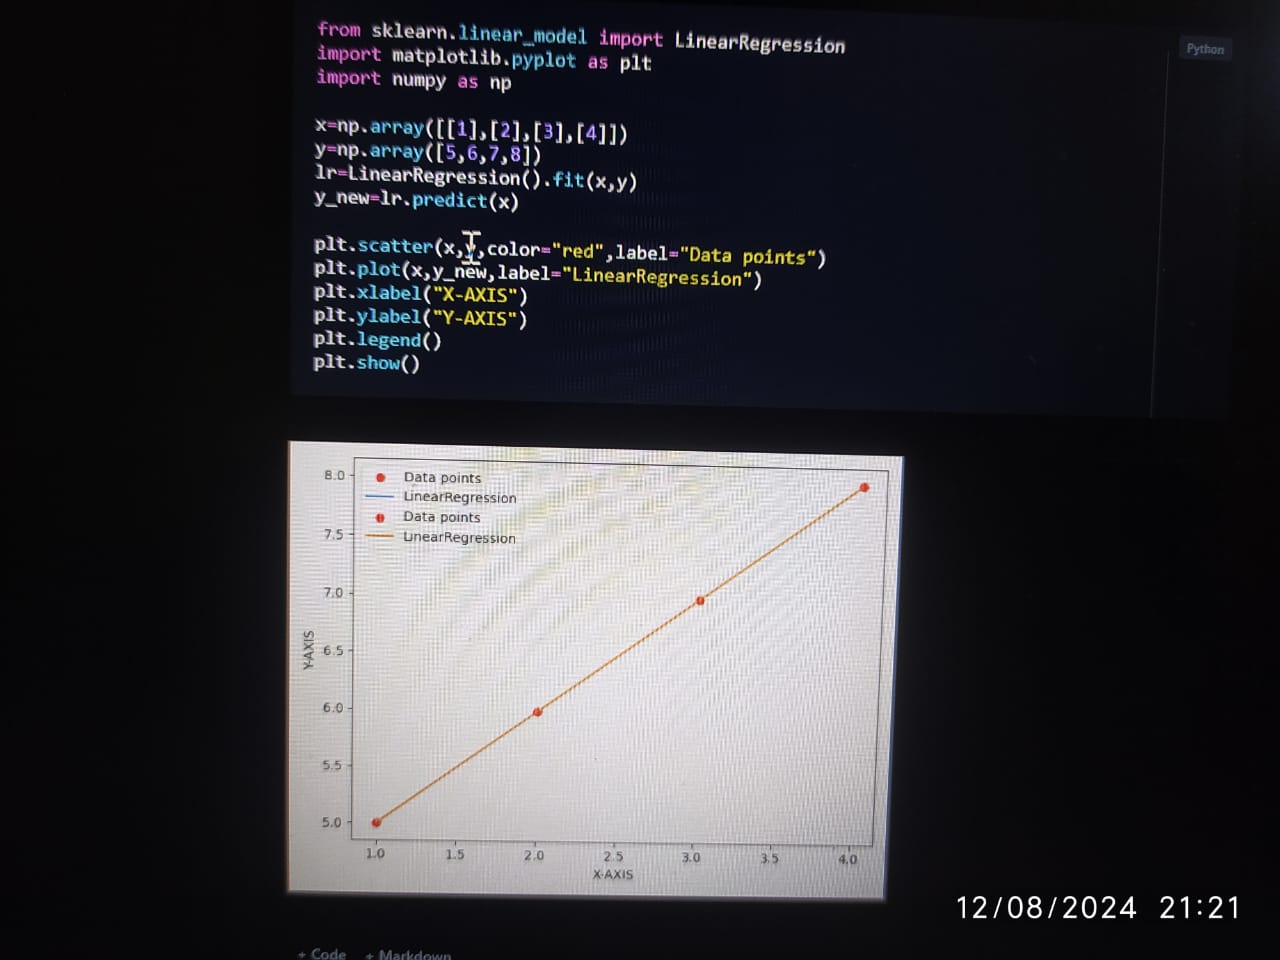 from sklearn.linear_model import LinearRegression
Python
import matplotlib.pyplot as plt
import numpy as np
x=np.array([[1],[2],[3],[4]])
y=np.array([5,6,7,8])
lr=LinearRegression().fit(x,y)
y_new=lr.predict(x)
plt.scatter(x,y,color="red",label="Data points")
plt.plot(x,y_new,label="LinearRegression")
plt.xlabel("X-AXIS")
plt.ylabel("Y-AXIS")
plt.legend()
plt.show()
Data points
LinearRegression
Data points
LinearRegression
8.0
7.5
7.0
6.5
6.0
5.5
5.0
Y-AXIS
1.0 1.5 2.0 2.5 3.0 3.5 4.0
X-AXIS
12/08/2024 21:21
+ Code + Markdown